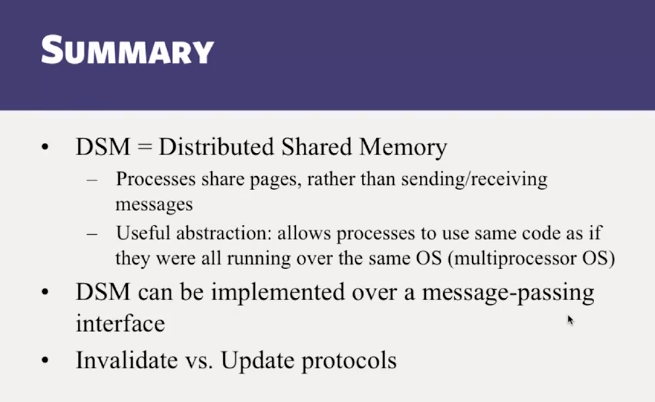 SUMMARY
• DSM = Distributed Shared Memory
– Processes share pages, rather than sending/receiving
messages
– Useful abstraction: allows processes to use same code as if
they were all running over the same OS (multiprocessor OS)
• DSM can be implemented over a message-passing
interface
• Invalidate vs. Update protocols